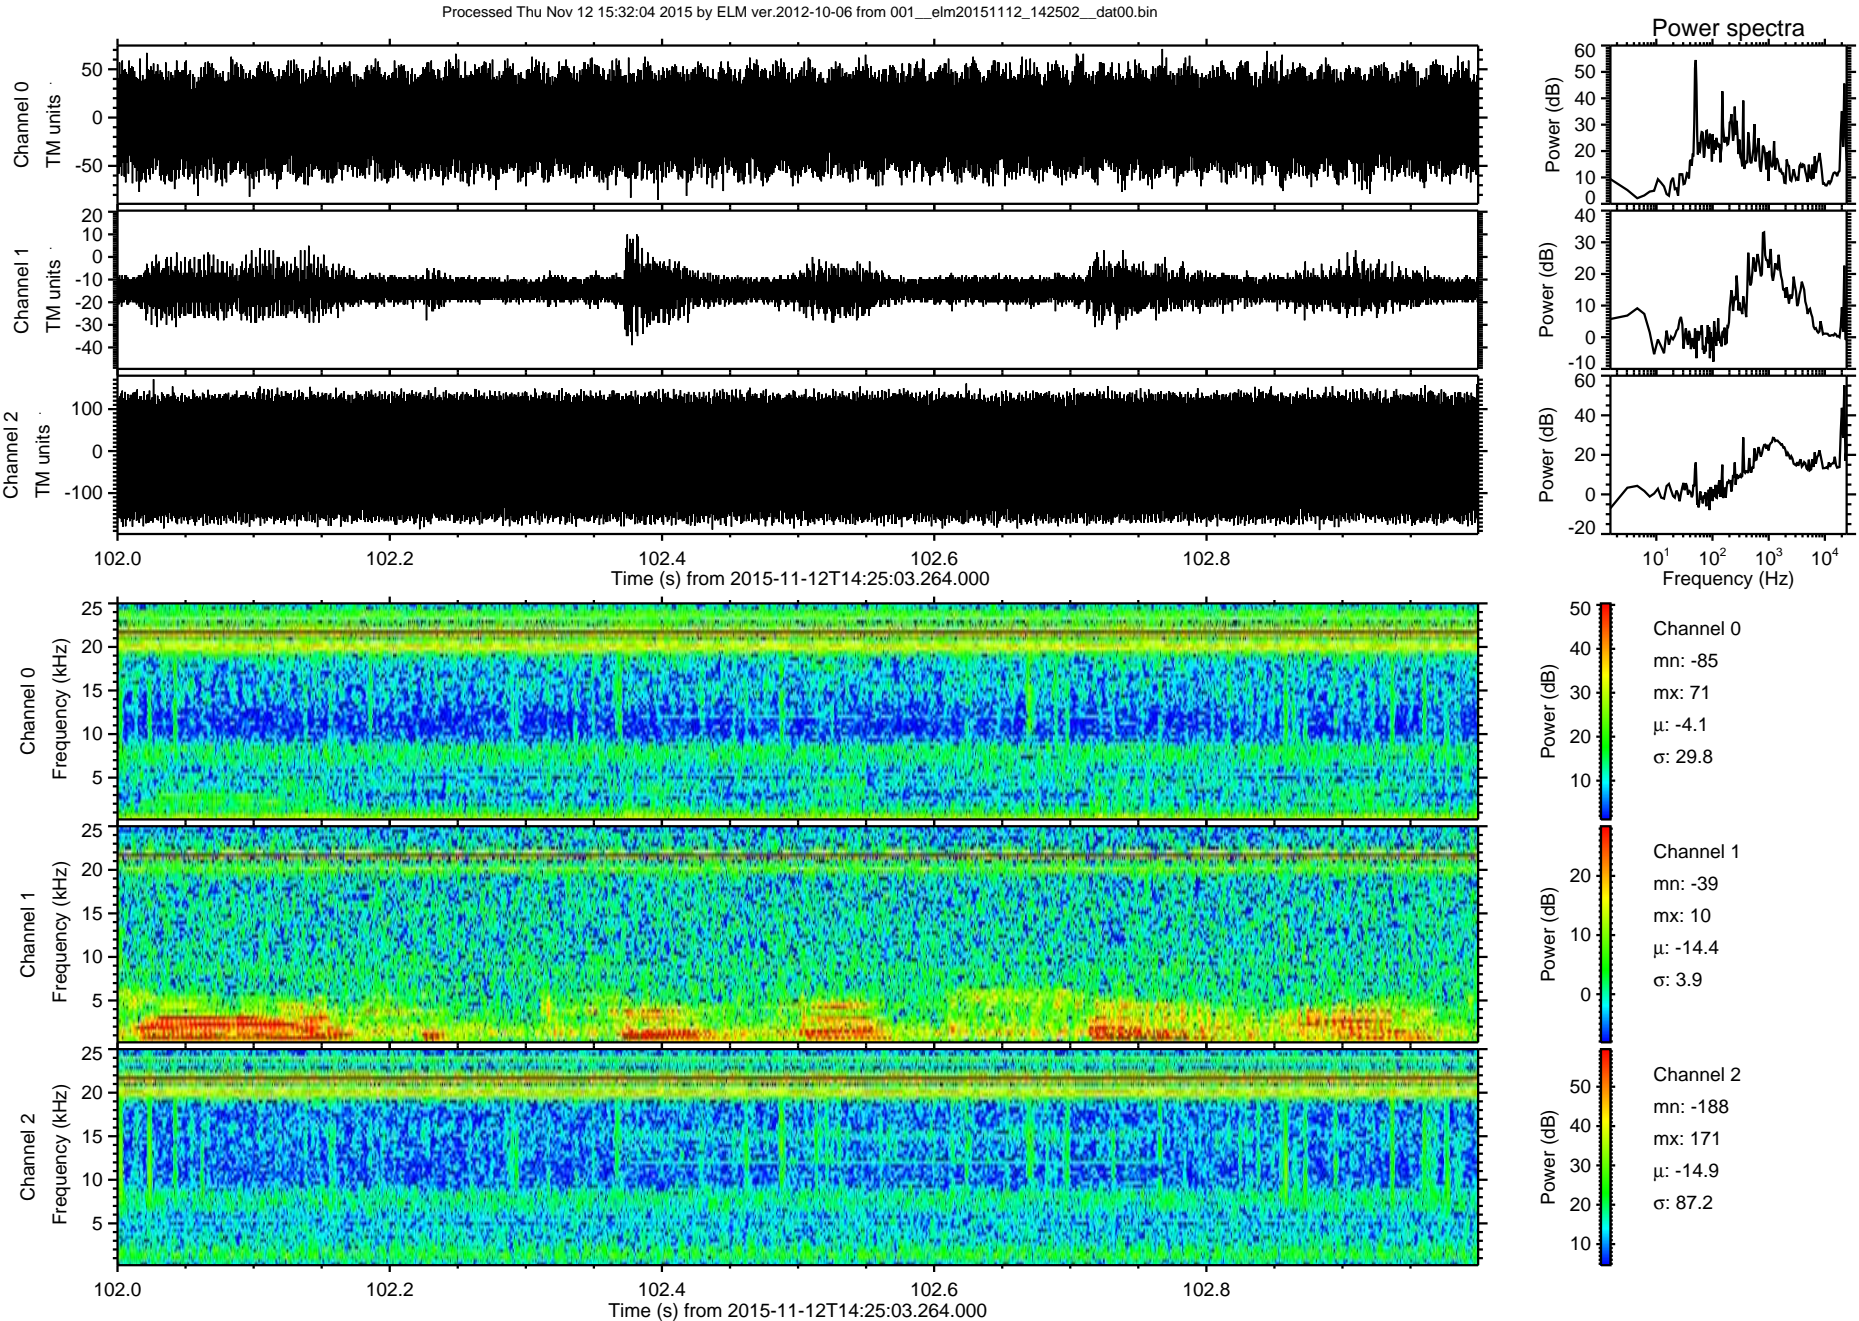 Processed Thu Nov 12 15:32:04 2015 by ELM ver.2012-10-06 from 001__elm20151112_142502__dat00.bin
Power spectra
Channel 0
TM units
50
0
-50
Power (dB)
60
50
40
30
20
10
0
Channel 1
TM units
20
10
0
-10
-20
-30
-40
Power (dB)
40
30
20
10
0
-10
Channel 2
TM units
100
0
-100
Power (dB)
60
40
20
0
-20
102.0 102.2 102.4 102.6 102.8
Time (s) from 2015-11-12T14:25:03.264.000
10^1 10^2 10^3 10^4
Frequency (Hz)
Channel 0
Frequency (kHz)
25
20
15
10
5
Power (dB)
50
40
30
20
10
Channel 0
mn: -85
mx: 71
μ: -4.1
σ: 29.8
Channel 1
Frequency (kHz)
25
20
15
10
5
Power (dB)
20
10
0
Channel 1
mn: -39
mx: 10
μ: -14.4
σ: 3.9
Channel 2
Frequency (kHz)
25
20
15
10
5
Power (dB)
50
40
30
20
10
Channel 2
mn: -188
mx: 171
μ: -14.9
σ: 87.2
102.0 102.2 102.4 102.6 102.8
Time (s) from 2015-11-12T14:25:03.264.000